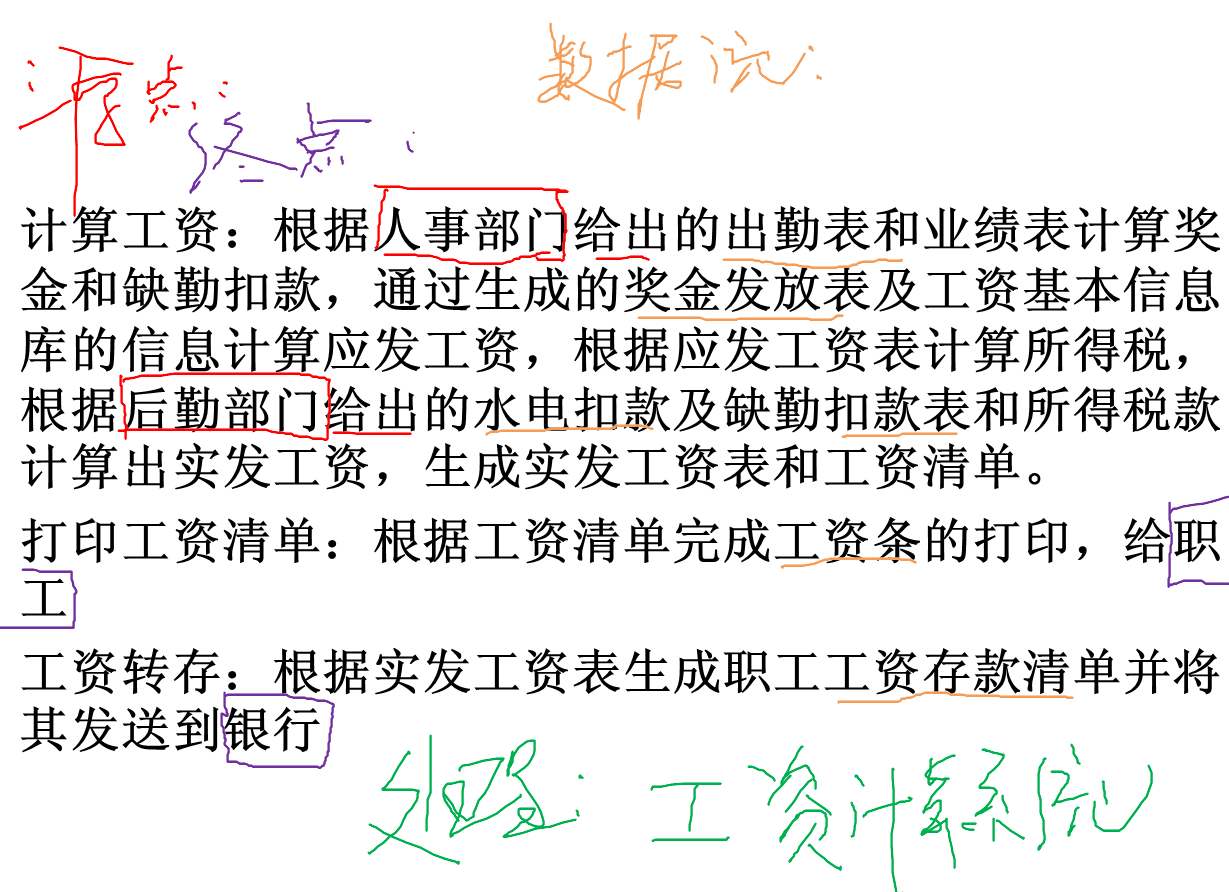 数据流:
源点:
终点:
计算工资：根据人事部门给出的出勤表和业绩表计算奖
金和缺勤扣款，通过生成的奖金发放表及工资基本信息
库的信息计算应发工资，根据应发工资表计算所得税，
根据后勤部门给出的水电扣款及缺勤扣款表和所得税款
计算出实发工资，生成实发工资表和工资清单。
打印工资清单：根据工资清单完成工资条的打印，给职
工
工资转存：根据实发工资表生成职工工资存款清单并将
其发送到银行
处理: 工资计算系统